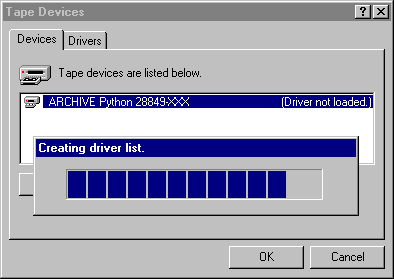 Tape Devices
Devices
Drivers
Tape devices are listed below.
ARCHIVE Python 28849-XXX (Driver not loaded.)
Creating driver list.
OK
Cancel